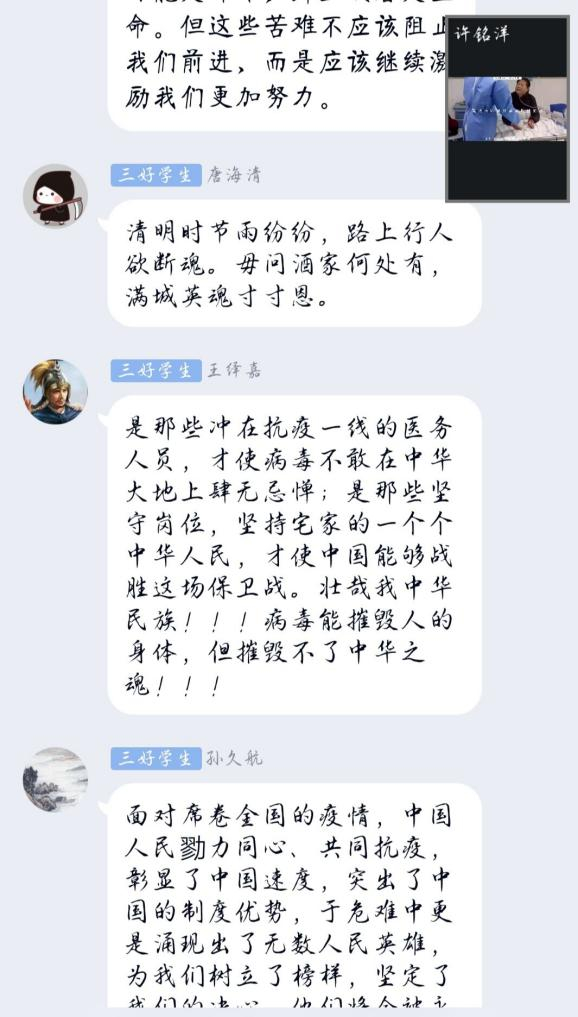 命。但这些苦难不应该阻止
我们前进，而是应该继续激
励我们更加努力。
许铭洋
三好学生 唐海清
清明时节雨纷纷，路上行人
欲断魂。毋问酒家何处有，
满城英魂寸寸恩。
三好学生 王绎嘉
是那些冲在抗疫一线的医务
人员，才使病毒不敢在中华
大地上肆无忌惮；是那些坚
守岗位，坚持宅家的一个个
中华人民，才使中国能够战
胜这场保卫战。壮哉我中华
民族！！！病毒能摧毁人的
身体，但摧毁不了中华之
魂！！！
三好学生 孙久航
面对席卷全国的疫情，中国
人民勠力同心、共同抗疫，
彰显了中国速度，突出了中
国的制度优势，于危难中更
是涌现出了无数人民英雄，
为我们树立了榜样，坚定了
我们的决心。他们将会被永